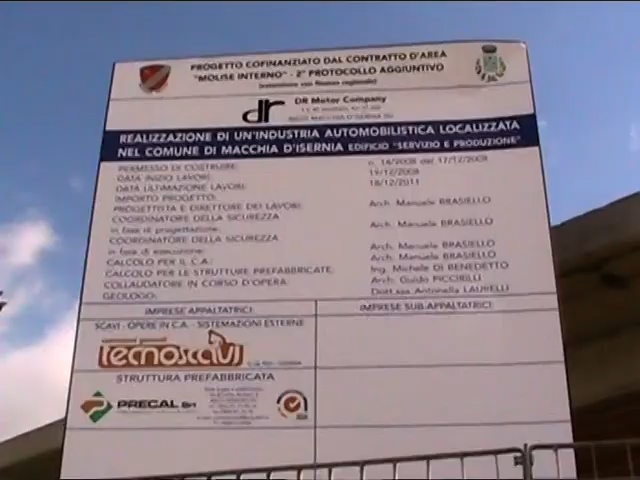 PROGETTO COFINANZIATO DAL CONTRATTO D'AREA
"MOLISE INTERNO" - 2° PROTOCOLLO AGGIUNTIVO
dr DR Motor Company
REALIZZAZIONE DI UN'INDUSTRIA AUTOMOBILISTICA LOCALIZZATA
NEL COMUNE DI MACCHIA D'ISERNIA EDIFICIO "SERVIZIO E PRODUZIONE"
PERMESSO DI COSTRUIRE: n. 14/2008 del 17/12/2008
DATA INIZIO LAVORI: 19/12/2008
DATA ULTIMAZIONE LAVORI: 18/12/2011
IMPORTO PROGETTO:
PROGETTISTA E DIRETTORE DEI LAVORI: Arch. Manuele BRASIELLO
COORDINATORE DELLA SICUREZZA
in fase di progettazione: Arch. Manuele BRASIELLO
COORDINATORE DELLA SICUREZZA
in fase di esecuzione: Arch. Manuele BRASIELLO
CALCOLO PER IL C.A.: Arch. Manuele BRASIELLO
CALCOLO PER LE STRUTTURE PREFABBRICATE: Ing. Michele DI BENEDETTO
COLLAUDATORE IN CORSO D'OPERA: Arch. Guido PICCIRILLI
GEOLOGO: Dott.ssa Antonella LAURELLI
IMPRESE APPALTATRICI: IMPRESE SUB-APPALTATRICI:
SCAVI - OPERE IN C.A. - SISTEMAZIONI ESTERNE
tecnoscavi
STRUTTURA PREFABBRICATA
PRECAL Srl